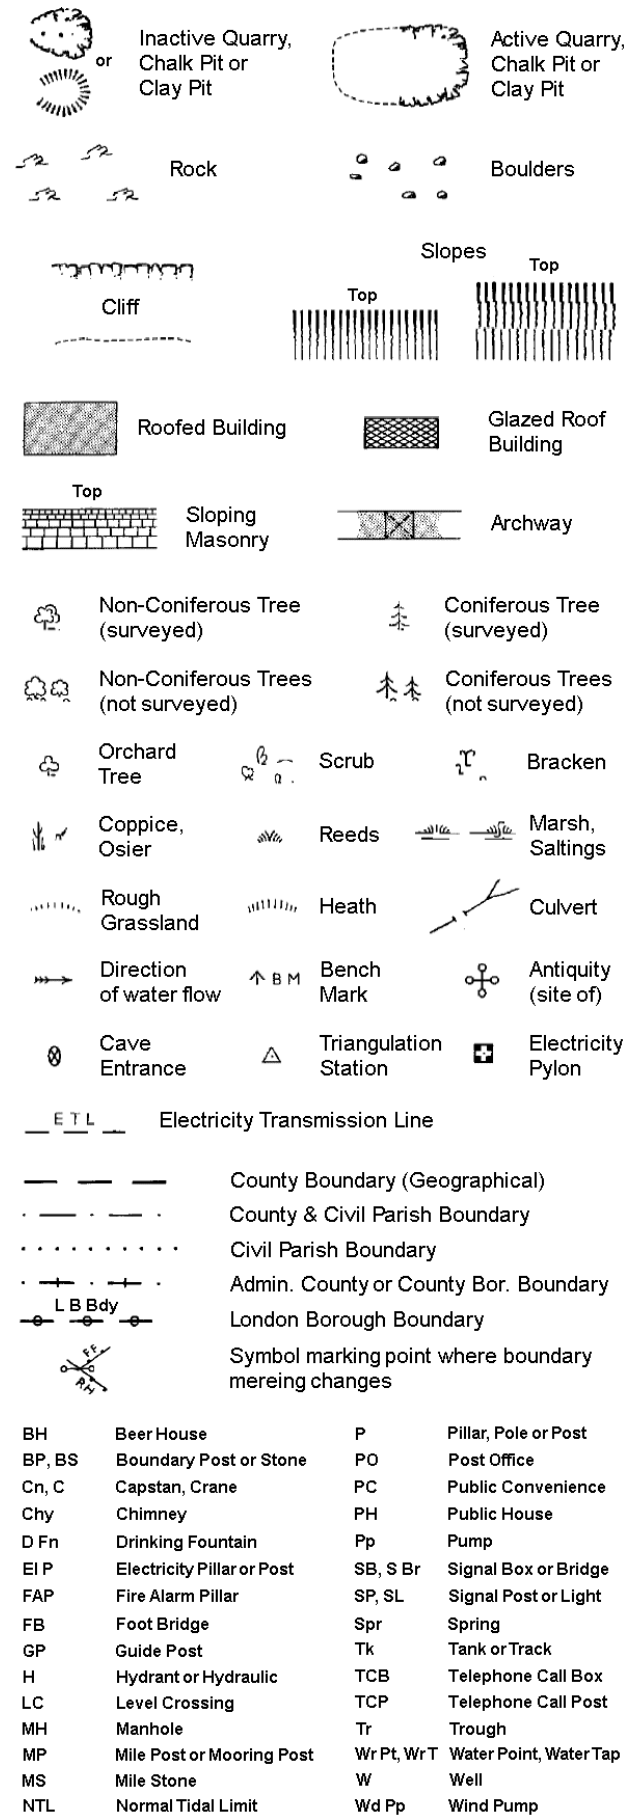 or
Inactive Quarry,
Chalk Pit or
Clay Pit
Active Quarry,
Chalk Pit or
Clay Pit
Rock
Boulders
Cliff
Slopes
Top
Top
Roofed Building
Glazed Roof
Building
Top
Sloping
Masonry
Archway
Non-Coniferous Tree
(surveyed)
Coniferous Tree
(surveyed)
Non-Coniferous Trees
(not surveyed)
Coniferous Trees
(not surveyed)
Orchard
Tree
Scrub
Bracken
Coppice,
Osier
Reeds
Marsh,
Saltings
Rough
Grassland
Heath
Culvert
Direction
of water flow
B M
Bench
Mark
Antiquity
(site of)
Cave
Entrance
Triangulation
Station
Electricity
Pylon
E T L
Electricity Transmission Line
County Boundary (Geographical)
County & Civil Parish Boundary
Civil Parish Boundary
Admin. County or County Bor. Boundary
L B Bdy
London Borough Boundary
FF
RH
Symbol marking point where boundary
mereing changes
BH Beer House
BP, BS Boundary Post or Stone
Cn, C Capstan, Crane
Chy Chimney
D Fn Drinking Fountain
El P Electricity Pillar or Post
FAP Fire Alarm Pillar
FB Foot Bridge
GP Guide Post
H Hydrant or Hydraulic
LC Level Crossing
MH Manhole
MP Mile Post or Mooring Post
MS Mile Stone
NTL Normal Tidal Limit
P Pillar, Pole or Post
PO Post Office
PC Public Convenience
PH Public House
Pp Pump
SB, S Br Signal Box or Bridge
SP, SL Signal Post or Light
Spr Spring
Tk Tank or Track
TCB Telephone Call Box
TCP Telephone Call Post
Tr Trough
Wr Pt, Wr T Water Point, Water Tap
W Well
Wd Pp Wind Pump